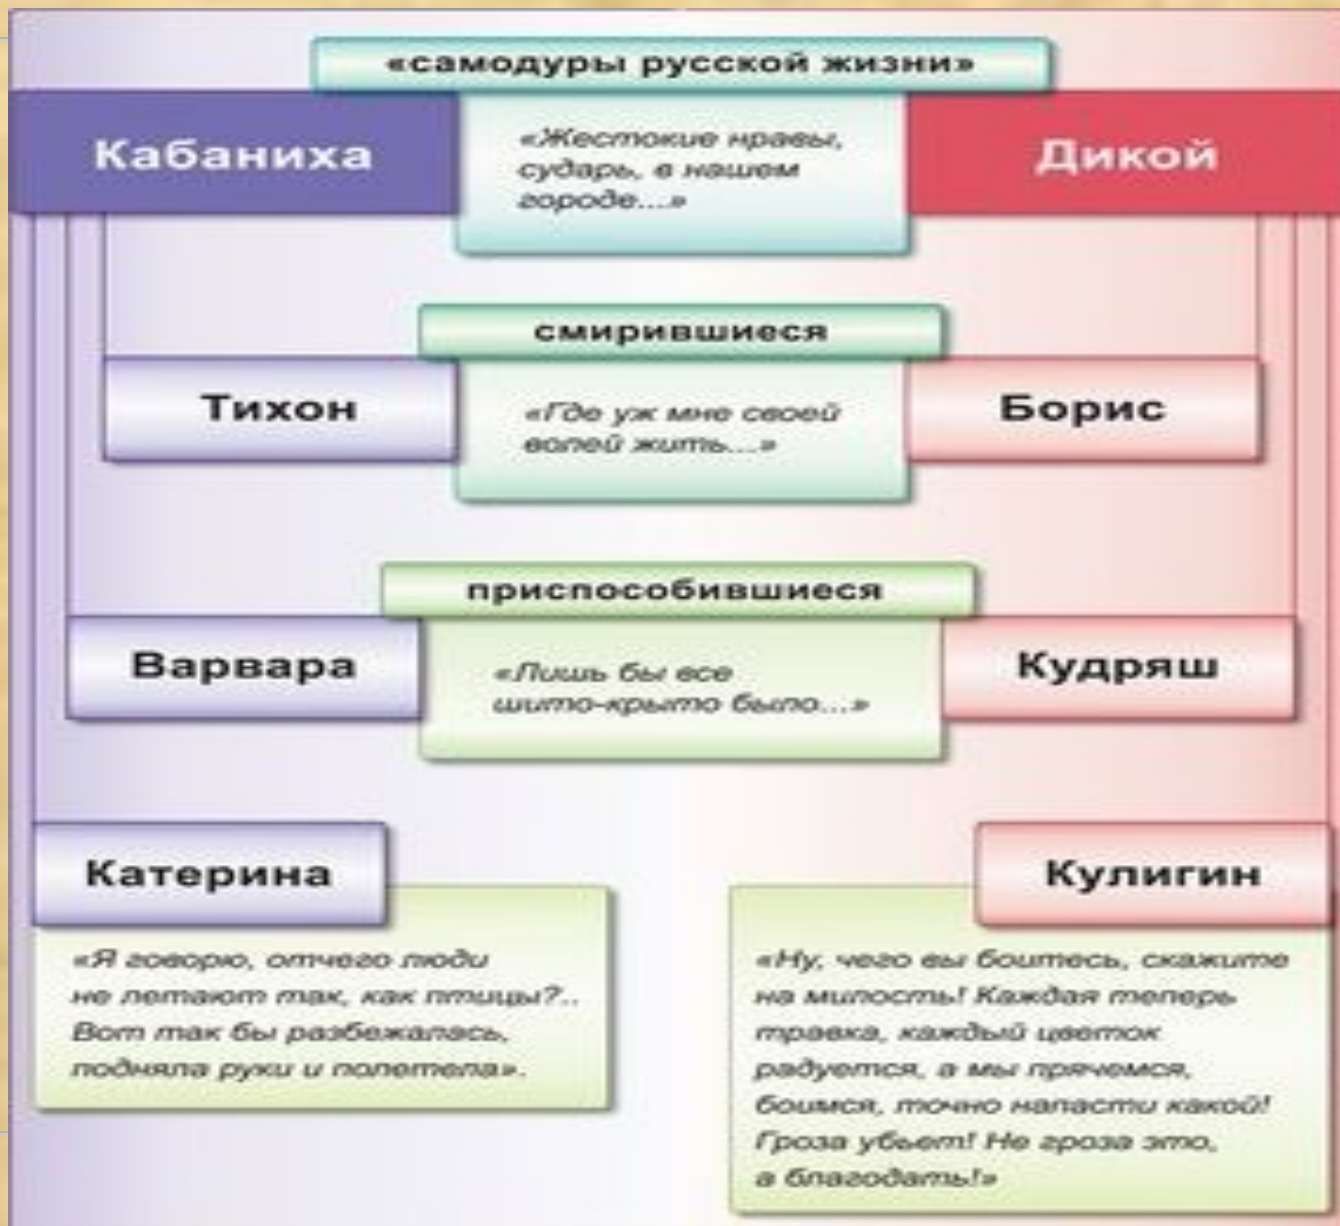 «самодуры русской жизни»
Кабаниха
«Жестокие нравы,
сударь, в нашем
городе...»
Дикой
смирившиеся
Тихон
«Где уж мне своей
волей жить...»
Борис
приспособившиеся
Варвара
«Лишь бы все
шито-крыто было...»
Кудряш
Катерина
«Я говорю, отчего люди
не летают так, как птицы?..
Вот так бы разбежалась,
подняла руки и полетела».
Кулигин
«Ну, чего вы боитесь, скажите
на милость! Каждая теперь
травка, каждый цветок
радуется, а мы прячемся,
боимся, точно напасти какой!
Гроза убьет! Не гроза это,
а благодать!»